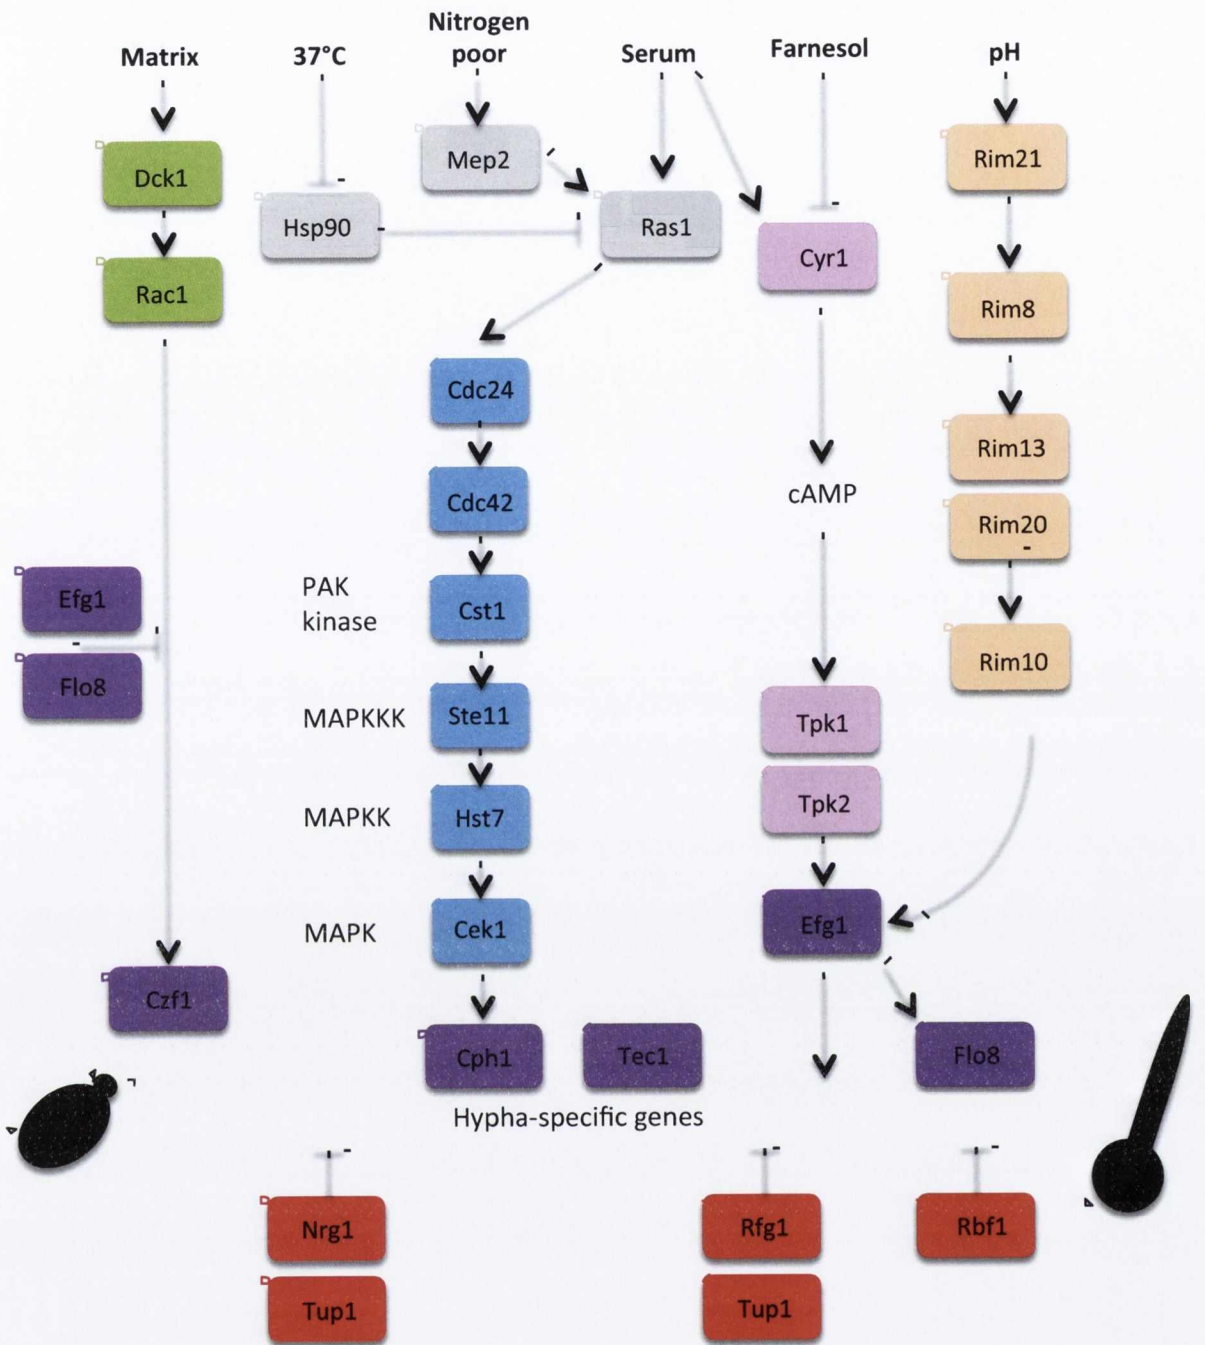 Nitrogen
poor
Matrix
37°C
Serum
Farnesol
pH
Dck1
Mep2
Rim21
Hsp90
Ras1
Cyr1
Rac1
Rim8
Cdc24
Rim13
Cdc42
cAMP
Rim20
Efg1
PAK
kinase
Cst1
Flo8
Rim10
MAPKKK
Ste11
Tpk1
MAPKK
Hst7
Tpk2
MAPK
Cek1
Efg1
Czf1
Cph1
Tec1
Flo8
Hypha-specific genes
Nrg1
Rfg1
Rbf1
Tup1
Tup1